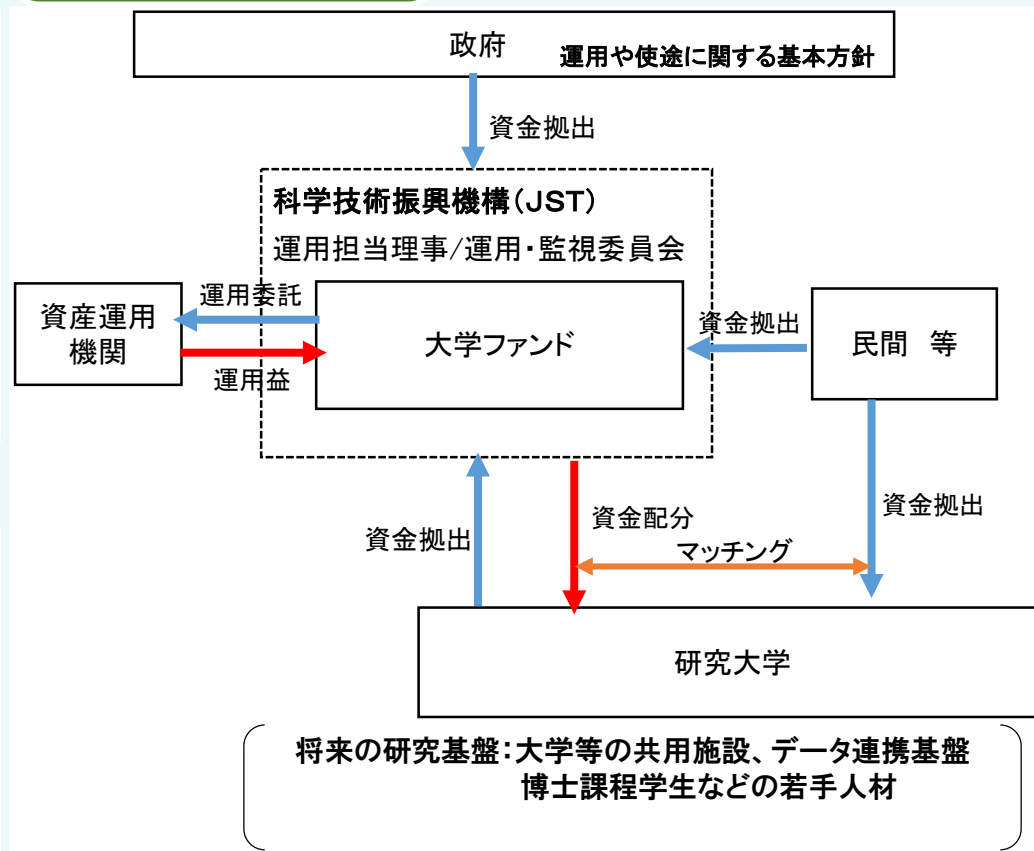 政府
運用や使途に関する基本方針
資金拠出
科学技術振興機構(JST)
運用担当理事/運用・監視委員会
運用委託
資産運用
機関
運用益
大学ファンド
資金拠出
民間 等
資金拠出
資金配分
資金拠出
マッチング
研究大学
将来の研究基盤:大学等の共用施設、データ連携基盤
博士課程学生などの若手人材